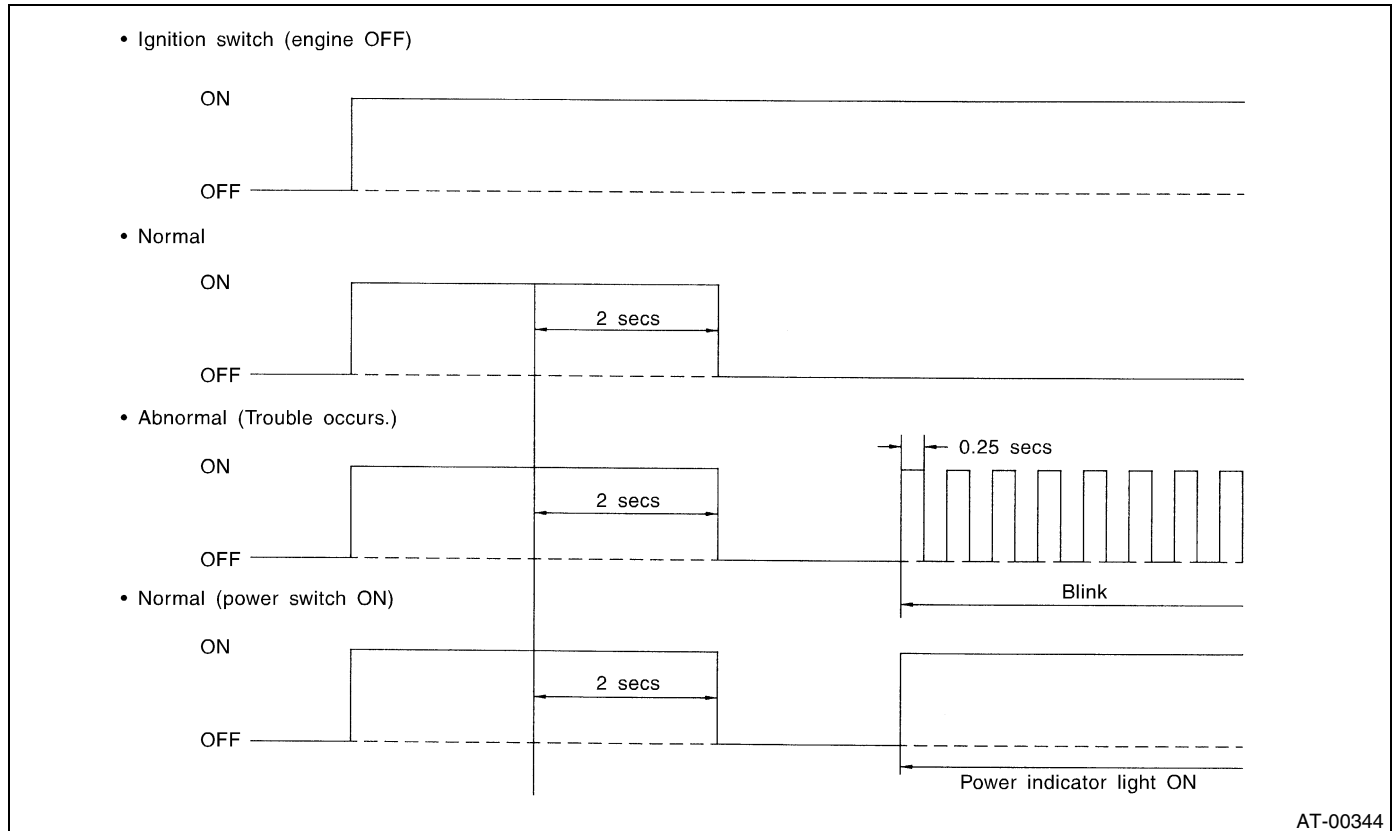 • Ignition switch (engine OFF)
ON
OFF
• Normal
ON
2 secs
OFF
• Abnormal (Trouble occurs.)
0.25 secs
ON
2 secs
OFF
Blink
• Normal (power switch ON)
ON
2 secs
OFF
Power indicator light ON
AT-00344